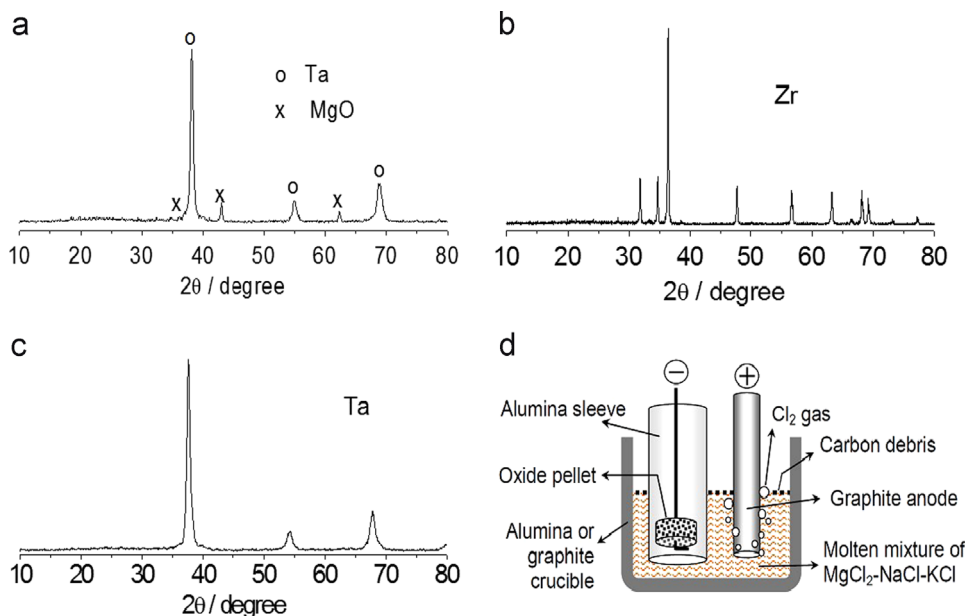 a
o
o Ta
x MgO
x
x
o
x
o
10 20 30 40 50 60 70 80
2θ / degree
b
Zr
10 20 30 40 50 60 70 80
2θ / degree
c
Ta
10 20 30 40 50 60 70 80
2θ / degree
d
− +
Alumina sleeve
Cl₂ gas
Carbon debris
Oxide pellet
Graphite anode
Alumina or
graphite
crucible
Molten mixture of
MgCl₂-NaCl-KCl